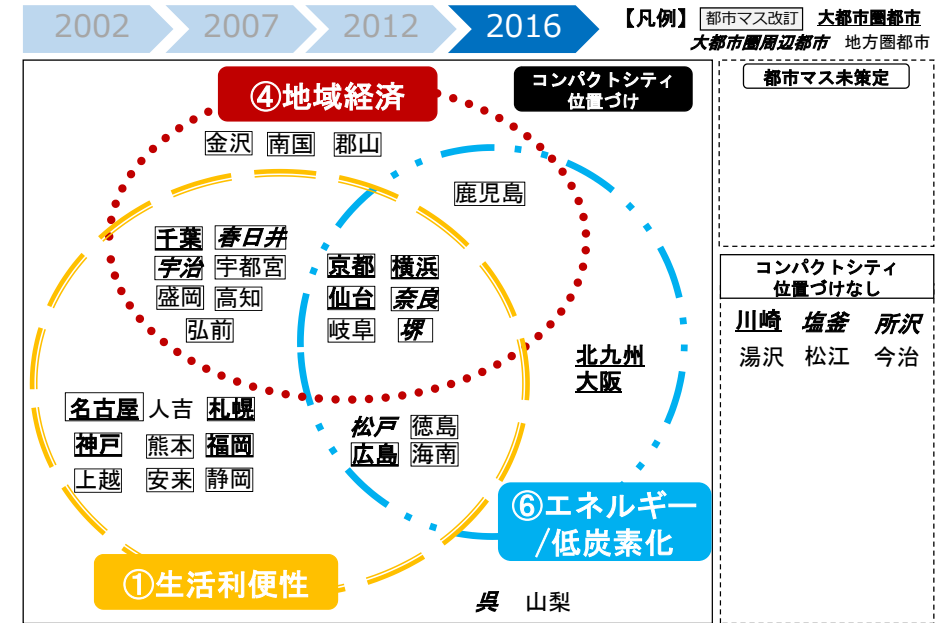 2002 2007 2012 2016
【凡例】 都市マス改訂 大都市圏都市
大都市圏周辺都市 地方圏都市
④地域経済
コンパクトシティ
位置づけ
都市マス未策定
金沢 南国 郡山
鹿児島
千葉 春日井
宇治 宇都宮
盛岡 高知
弘前
京都 横浜
仙台 奈良
岐阜 堺
北九州
大阪
コンパクトシティ
位置づけなし
川崎 塩釜 所沢
湯沢 松江 今治
名古屋 人吉 札幌
神戸 熊本 福岡
上越 安来 静岡
松戸 徳島
広島 海南
⑥エネルギー
/低炭素化
①生活利便性
呉 山梨